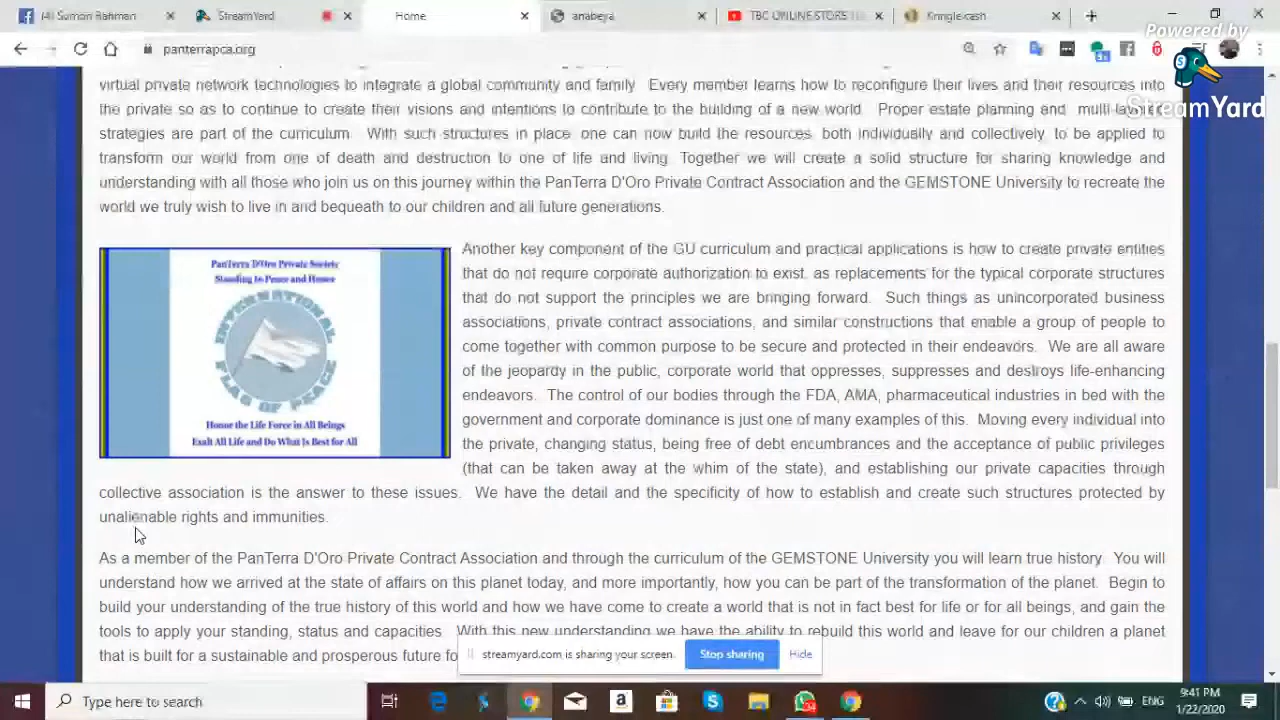 (4) Sumon Rahman
StreamYard
Home
anabeya
TBC ONLINE STORS
Kringle.cash
panterrapca.org
Powered by
StreamYard
virtual private network technologies to integrate a global community and family Every member learns how to reconfigure their lives and their resources into
the private so as to continue to create their visions and intentions to contribute to the building of a new world Proper estate planning and
strategies are part of the curriculum With such structures in place one can now build the resources both individually and collectively to be applied to
transform our world from one of death and destruction to one of life and living. Together we will create a solid structure for sharing knowledge and
understanding with all those who join us on this journey within the PanTerra D'Oro Private Contract Association and the GEMSTONE University to recreate the
world we truly wish to live in and bequeath to our children and all future generations.
PanTerra D'Oro Private Society
Standing in Peace and Honor
INTERNATIONAL
FLAG OF PEACE
Honor the Life Force in All Beings
Exalt All Life and Do What Is Best for All
Another key component of the GU curriculum and practical applications is how to create private entities
that do not require corporate authorization to exist, as replacements for the typical corporate structures
that do not support the principles we are bringing forward. Such things as unincorporated business
associations, private contract associations, and similar constructions that enable a group of people to
come together with common purpose to be secure and protected in their endeavors. We are all aware
of the jeopardy in the public, corporate world that oppresses, suppresses and destroys life-enhancing
endeavors. The control of our bodies through the FDA, AMA, pharmaceutical industries in bed with the
government and corporate dominance is just one of many examples of this. Moving every individual into
the private, changing status, being free of debt encumbrances and the acceptance of public privileges
(that can be taken away at the whim of the state), and establishing our private capacities through
collective association is the answer to these issues. We have the detail and the specificity of how to establish and create such structures protected by
unalienable rights and immunities.
As a member of the PanTerra D'Oro Private Contract Association and through the curriculum of the GEMSTONE University you will learn true history You will
understand how we arrived at the state of affairs on this planet today, and more importantly, how you can be part of the transformation of the planet. Begin to
build your understanding of the true history of this world and how we have come to create a world that is not in fact best for life or for all beings, and gain the
tools to apply your standing, status and capacities With this new understanding we have the ability to rebuild this world and leave for our children a planet
that is built for a sustainable and prosperous future
streamyard.com is sharing your screen
Stop sharing
Hide
Type here to search
ENG
9:41 PM
1/22/2020